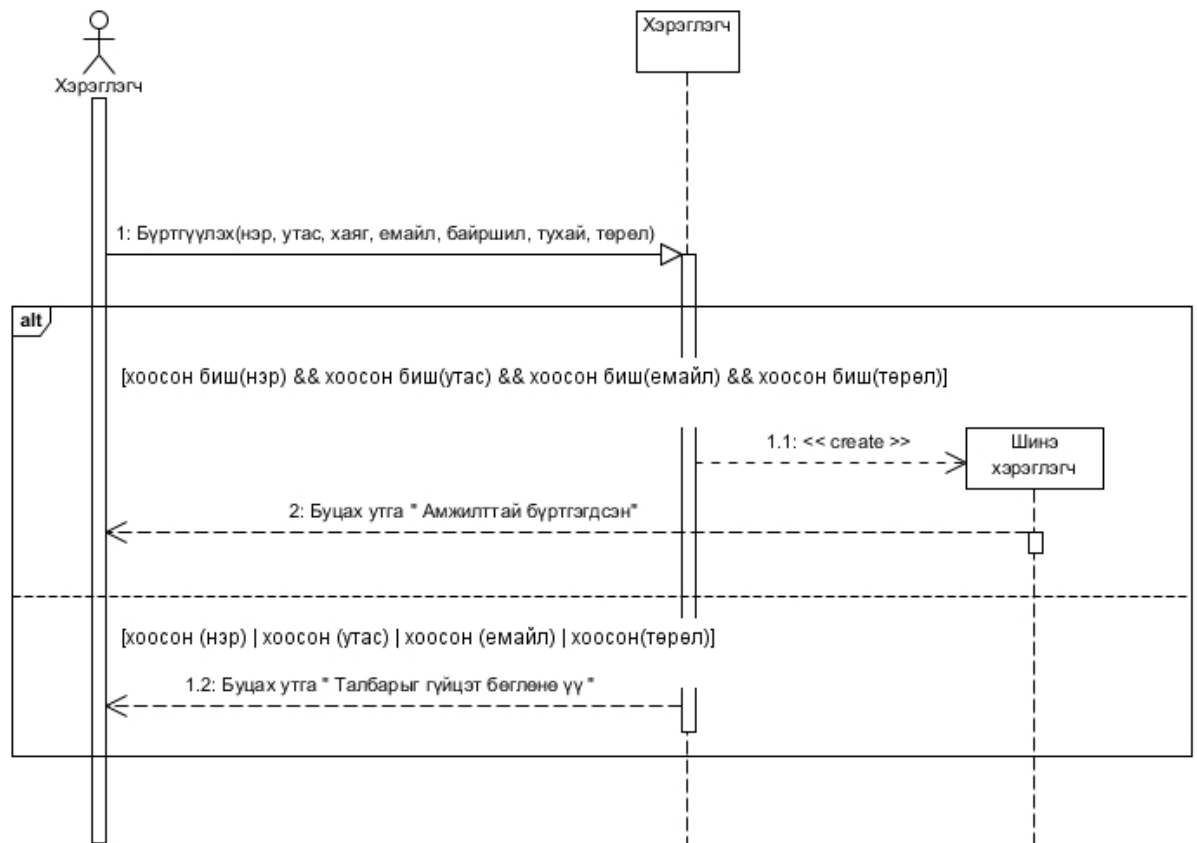 Хэрэглэгч
Хэрэглэгч
1: Бүртгүүлэх(нэр, утас, хаяг, емайл, байршил, тухай, төрөл)
alt
[хоосон биш(нэр) && хоосон биш(утас) && хоосон биш(емайл) && хоосон биш(төрөл)]
1.1: << create >>
Шинэ
хэрэглэгч
2: Буцах утга " Амжилттай бүртгэгдсэн"
[хоосон (нэр) | хоосон (утас) | хоосон (емайл) | хоосон(төрөл)]
1.2: Буцах утга " Талбарыг гүйцэт бөглөнө үү "